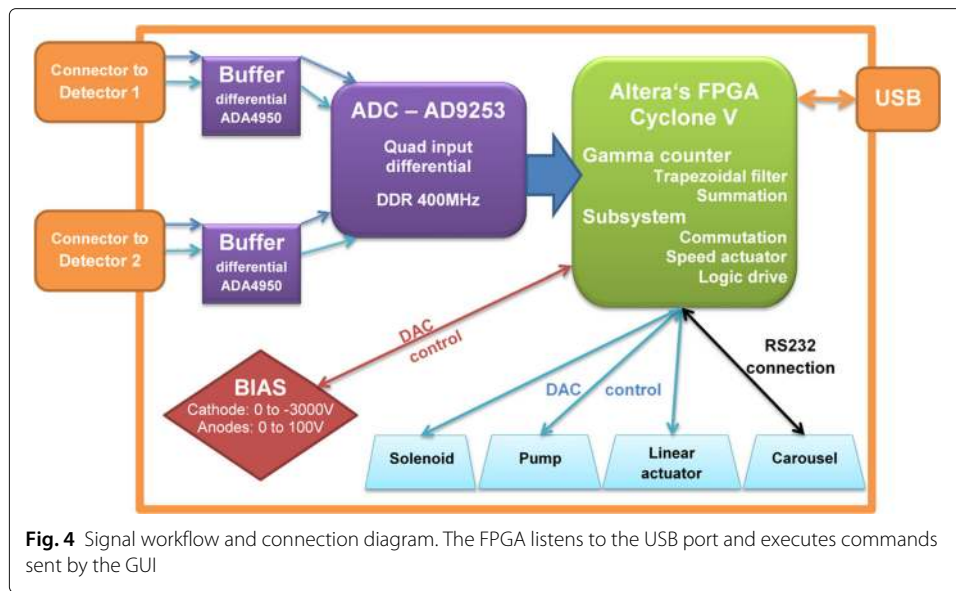 Connector to
Detector 1
Buffer
differential
ADA4950
ADC – AD9253
Quad input
differential
DDR 400MHz
Altera's FPGA
Cyclone V
Gamma counter
Trapezoidal filter
Summation
Subsystem
Commutation
Speed actuator
Logic drive
USB
Connector to
Detector 2
Buffer
differential
ADA4950
DAC
control
BIAS
Cathode: 0 to -3000V
Anodes: 0 to 100V
DAC control
RS232
connection
Solenoid
Pump
Linear
actuator
Carousel
Fig. 4 Signal workflow and connection diagram. The FPGA listens to the USB port and executes commands
sent by the GUI